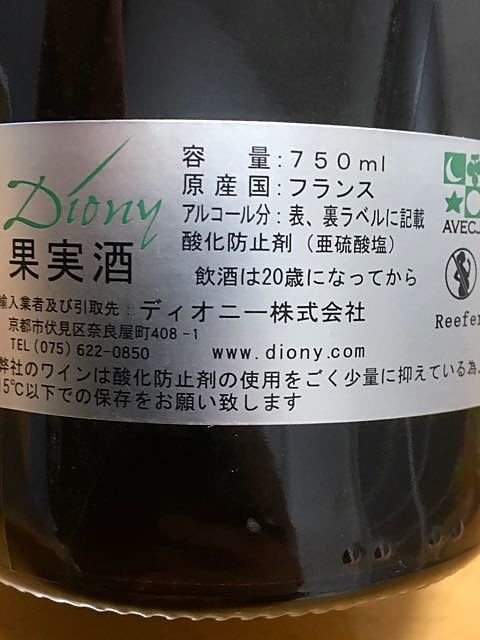 Diony
果実酒
容　量：７５０ml
原産国：フランス
アルコール分：表、裏ラベルに記載
酸化防止剤（亜硫酸塩）
飲酒は20歳になってから
輸入業者及び引取先：ディオニー株式会社
京都市伏見区奈良屋町408-1
TEL(075)622-0850
www.diony.com
弊社のワインは酸化防止剤の使用をごく少量に抑えている為、
15℃以下での保存をお願い致します
AVECJ
Reefer